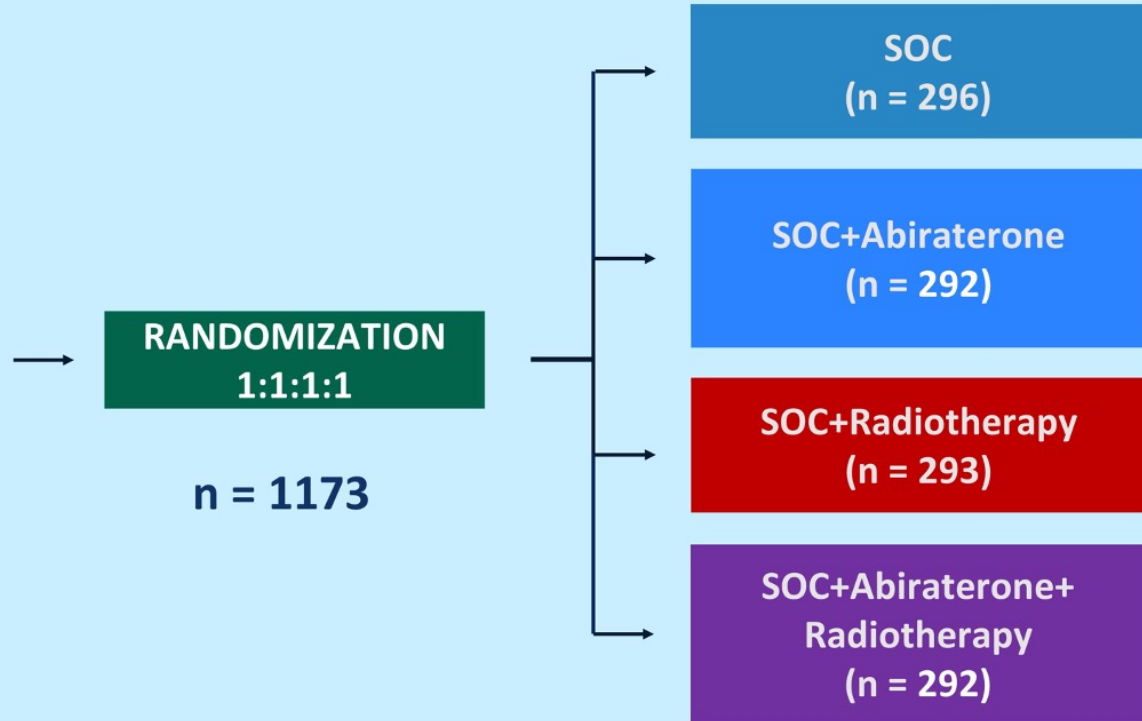 RANDOMIZATION
1:1:1:1
n = 1173
SOC
(n = 296)
SOC+Abiraterone
(n = 292)
SOC+Radiotherapy
(n = 293)
SOC+Abiraterone+
Radiotherapy
(n = 292)